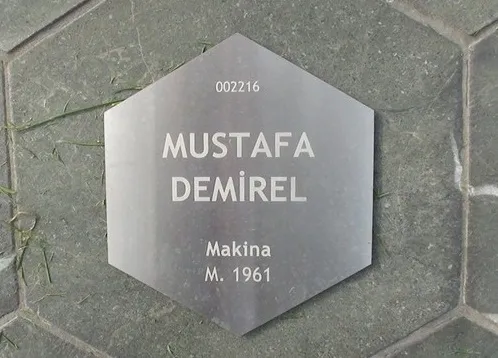 002216
MUSTAFA
DEMİREL
Makina
M. 1961